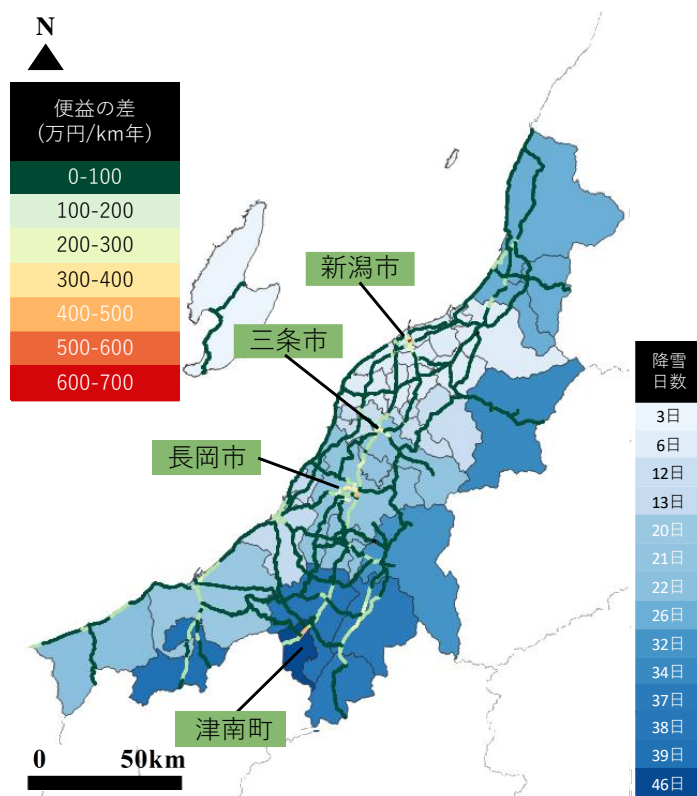 N
便益の差
(万円/km年)
0-100
100-200
200-300
300-400
400-500
500-600
600-700
新潟市
三条市
長岡市
津南町
0 50km
降雪
日数
3日
6日
12日
13日
20日
21日
22日
26日
32日
34日
37日
38日
39日
46日